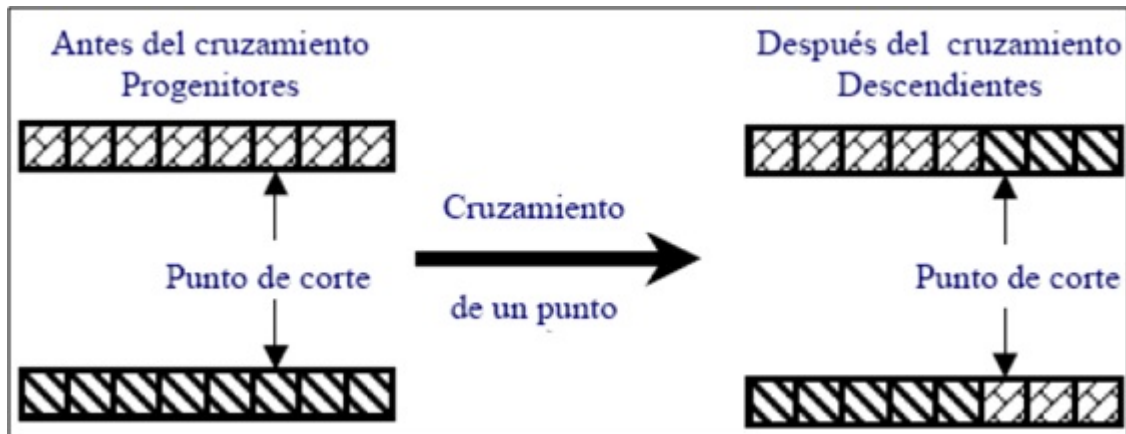 Antes del cruzamiento
Progenitores
Después del cruzamiento
Descendientes
Cruzamiento
de un punto
Punto de corte
Punto de corte